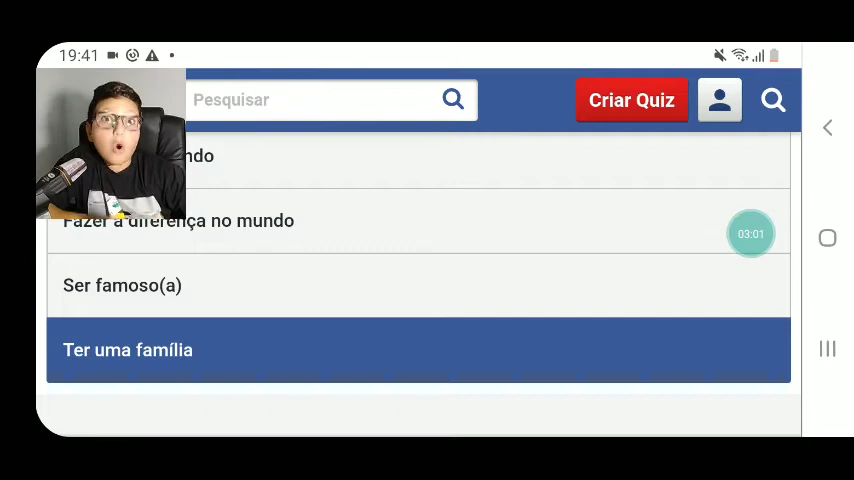 19:41
Pesquisar
Criar Quiz
ndo
Fazer a diferença no mundo
03:01
Ser famoso(a)
Ter uma família